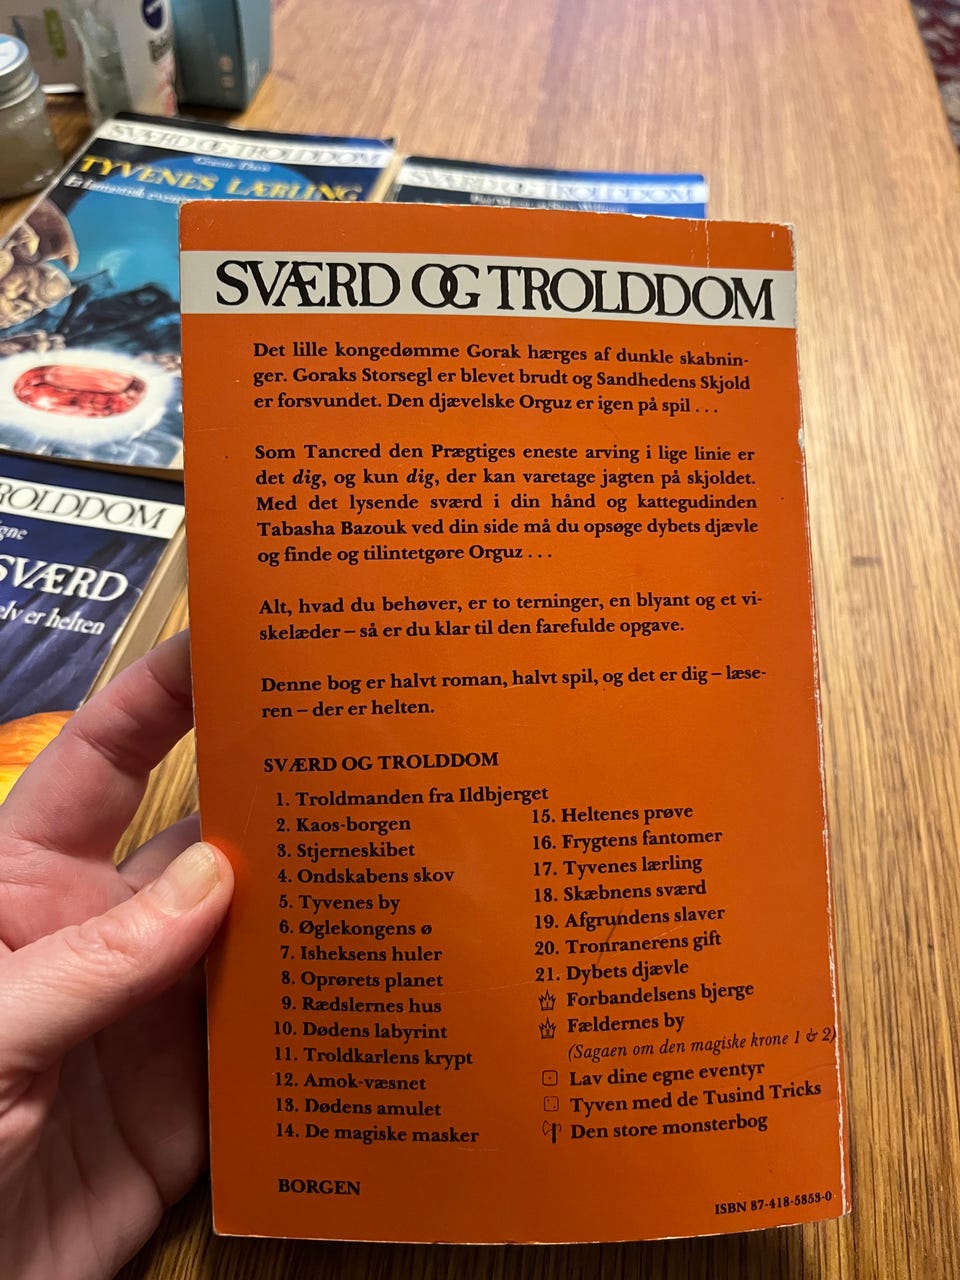 SVÆRD OG TROLDDOM
TYVENES LÆRLING
SVÆRD OG TROLDDOM
ROLDDOM
SVÆRD
elv er helten
SVÆRD OG TROLDDOM
Det lille kongedømme Gorak hærges af dunkle skabnin-
ger. Goraks Storsegl er blevet brudt og Sandhedens Skjold
er forsvundet. Den djævelske Orguz er igen på spil . . .
Som Tancred den Prægtiges eneste arving i lige linie er
det dig, og kun dig, der kan varetage jagten på skjoldet.
Med det lysende sværd i din hånd og kattegudinden
Tabasha Bazouk ved din side må du opsøge dybets djævle
og finde og tilintetgøre Orguz . . .
Alt, hvad du behøver, er to terninger, en blyant og et vi-
skelæder – så er du klar til den farefulde opgave.
Denne bog er halvt roman, halvt spil, og det er dig – læse-
ren – der er helten.
SVÆRD OG TROLDDOM
1. Troldmanden fra Ildbjerget
2. Kaos-borgen
3. Stjerneskibet
4. Ondskabens skov
5. Tyvenes by
6. Øglekongens ø
7. Isheksens huler
8. Oprørets planet
9. Rædslernes hus
10. Dødens labyrint
11. Troldkarlens krypt
12. Amok-væsnet
13. Dødens amulet
14. De magiske masker
15. Heltenes prøve
16. Frygtens fantomer
17. Tyvenes lærling
18. Skæbnens sværd
19. Afgrundens slaver
20. Tronranerens gift
21. Dybets djævle
Forbandelsens bjerge
Fældernes by
(Sagaen om den magiske krone 1 & 2)
Lav dine egne eventyr
Tyven med de Tusind Tricks
Den store monsterbog
BORGEN
ISBN 87-418-5853-0